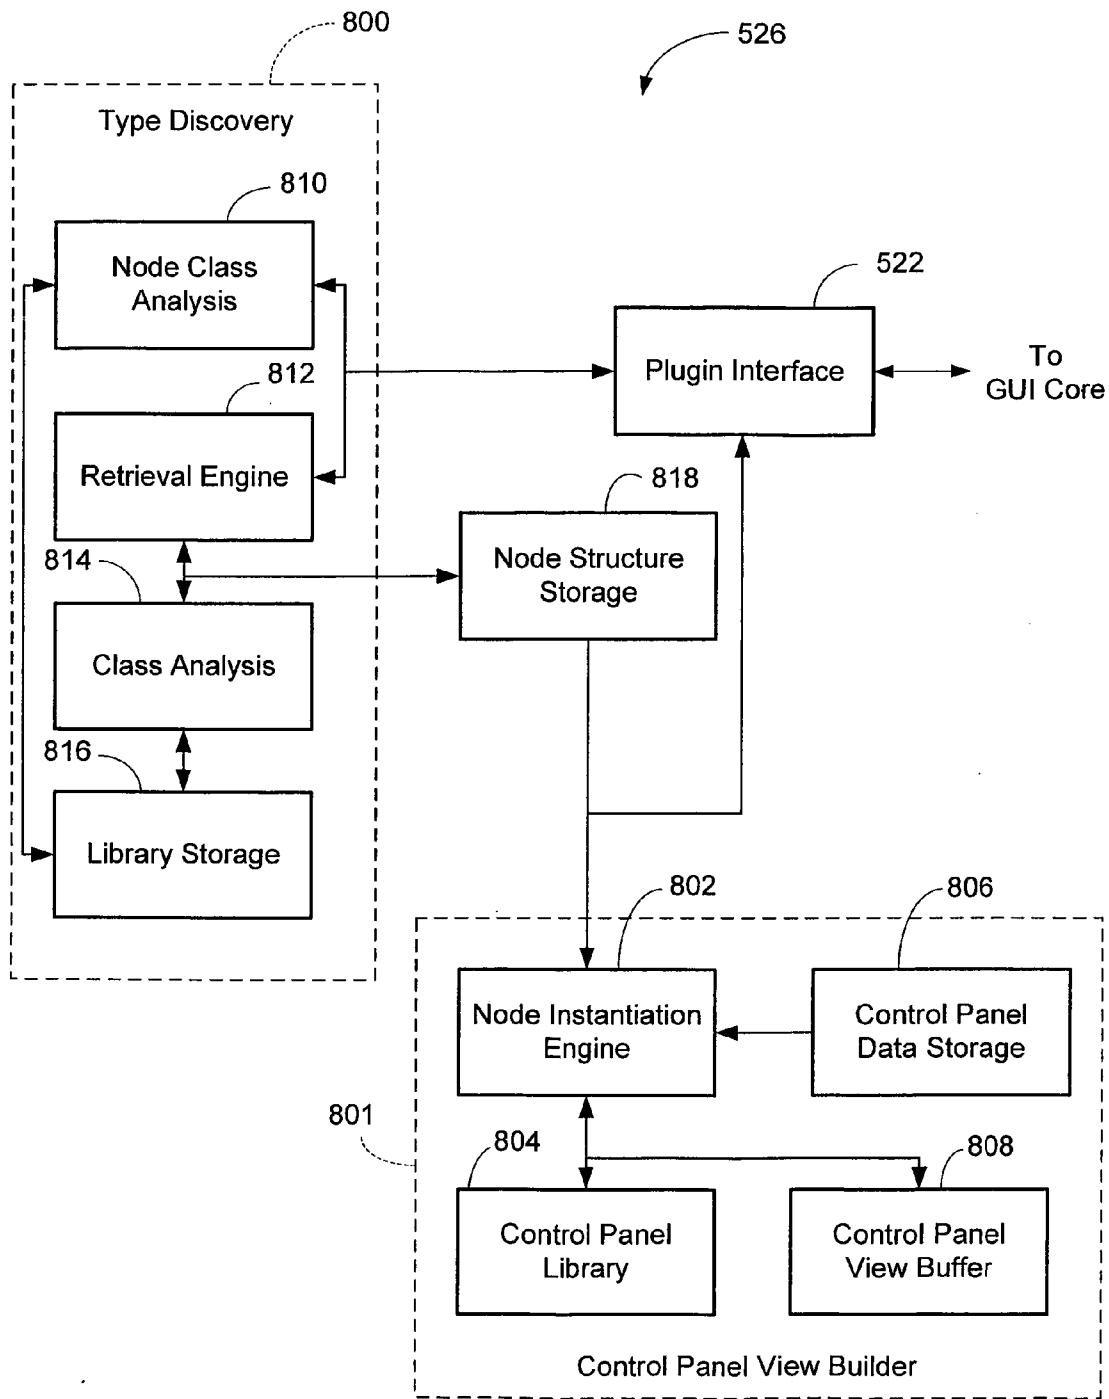 800
526
Type Discovery
810
Node Class
Analysis
522
Plugin Interface
To
GUI Core
812
Retrieval Engine
818
Node Structure
Storage
814
Class Analysis
816
Library Storage
802
806
Node Instantiation
Engine
Control Panel
Data Storage
801
804
808
Control Panel
Library
Control Panel
View Buffer
Control Panel View Builder